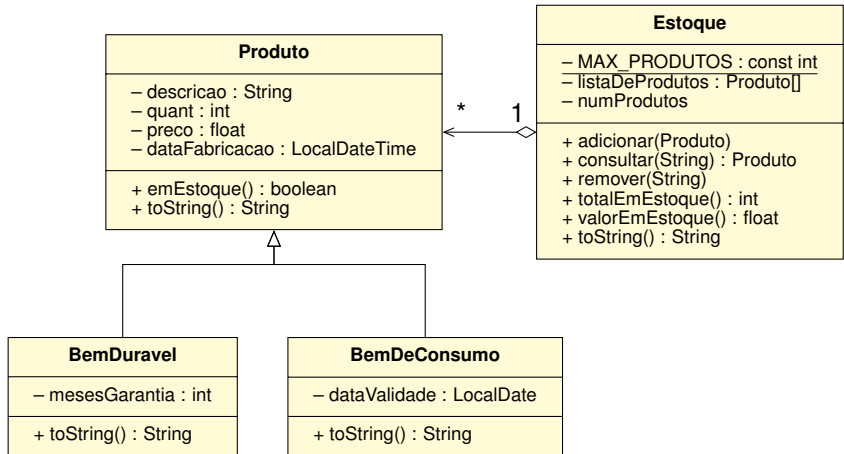 Produto
– descricao : String
– quant : int
– preco : float
– dataFabricacao : LocalDateTime
+ emEstoque() : boolean
+ toString() : String
* 1
Estoque
– MAX_PRODUTOS : const int
– listaDeProdutos : Produto[]
– numProdutos
+ adicionar(Produto)
+ consultar(String) : Produto
+ remover(String)
+ totalEmEstoque() : int
+ valorEmEstoque() : float
+ toString() : String
BemDuravel
– mesesGarantia : int
+ toString() : String
BemDeConsumo
– dataValidade : LocalDate
+ toString() : String